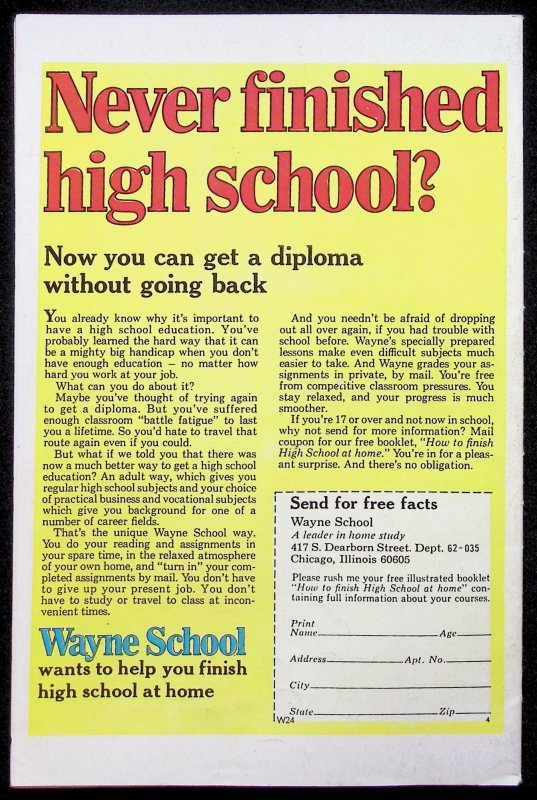 Never finished
high school?
Now you can get a diploma
without going back
You already know why it's important to
have a high school education. You've
probably learned the hard way that it can
be a mighty big handicap when you don't
have enough education — no matter how
hard you work at your job.
What can you do about it?
Maybe you've thought of trying again
to get a diploma. But you've suffered
enough classroom "battle fatigue" to last
you a lifetime. So you'd hate to travel that
route again even if you could.
But what if we told you that there was
now a much better way to get a high school
education? An adult way, which gives you
regular high school subjects and your choice
of practical business and vocational subjects
which give you background for one of a
number of career fields.
That's the unique Wayne School way.
You do your reading and assignments in
your spare time, in the relaxed atmosphere
of your own home, and "turn in" your com-
pleted assignments by mail. You don't have
to give up your present job. You don't
have to study or travel to class at incon-
venient times.
Wayne School
wants to help you finish
high school at home
And you needn't be afraid of dropping
out all over again, if you had trouble with
school before. Wayne's specially prepared
lessons make even difficult subjects much
easier to take. And Wayne grades your as-
signments in private, by mail. You're free
from competitive classroom pressures. You
stay relaxed, and your progress is much
smoother.
If you're 17 or over and not now in school,
why not send for more information? Mail
coupon for our free booklet, "How to finish
High School at home." You're in for a pleas-
ant surprise. And there's no obligation.
Send for free facts
Wayne School
A leader in home study
417 S. Dearborn Street. Dept. 62-035
Chicago, Illinois 60605
Please rush me your free illustrated booklet
"How to finish High School at home" con-
taining full information about your courses.
Print
Name Age
Address Apt. No.
City
State Zip
W24 4